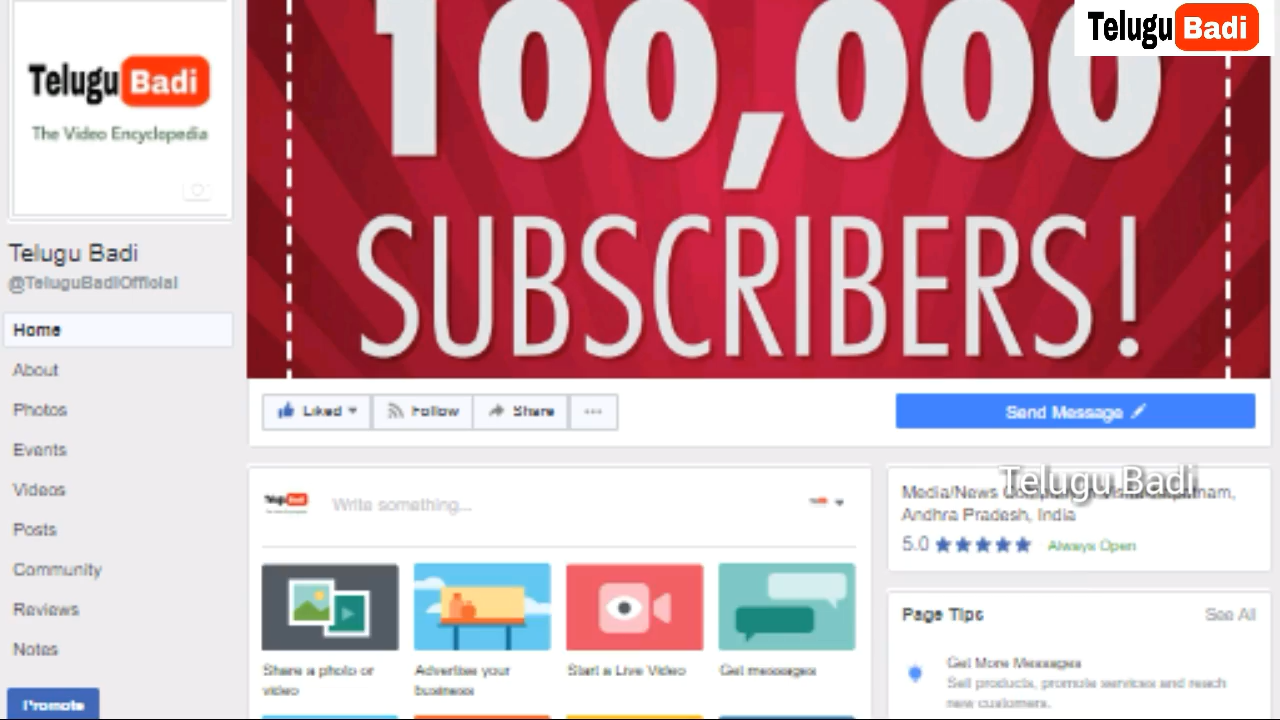 Telugu Badi
The Video Encyclopedia
Telugu Badi
@TeluguBadiOfficial
Home
About
Photos
Events
Videos
Posts
Community
Reviews
Notes
Promote
100,000
SUBSCRIBERS!
Telugu Badi
Liked
Follow
Share
...
Send Message
Write something...
Share a photo or
video
Advertise your
business
Start a Live Video
Get messages
Telugu Badi
Media/News
Andhra Pradesh, India
5.0
Always Open
Page Tips
See All
Get More Messages
Sell products, promote services and reach
new customers.